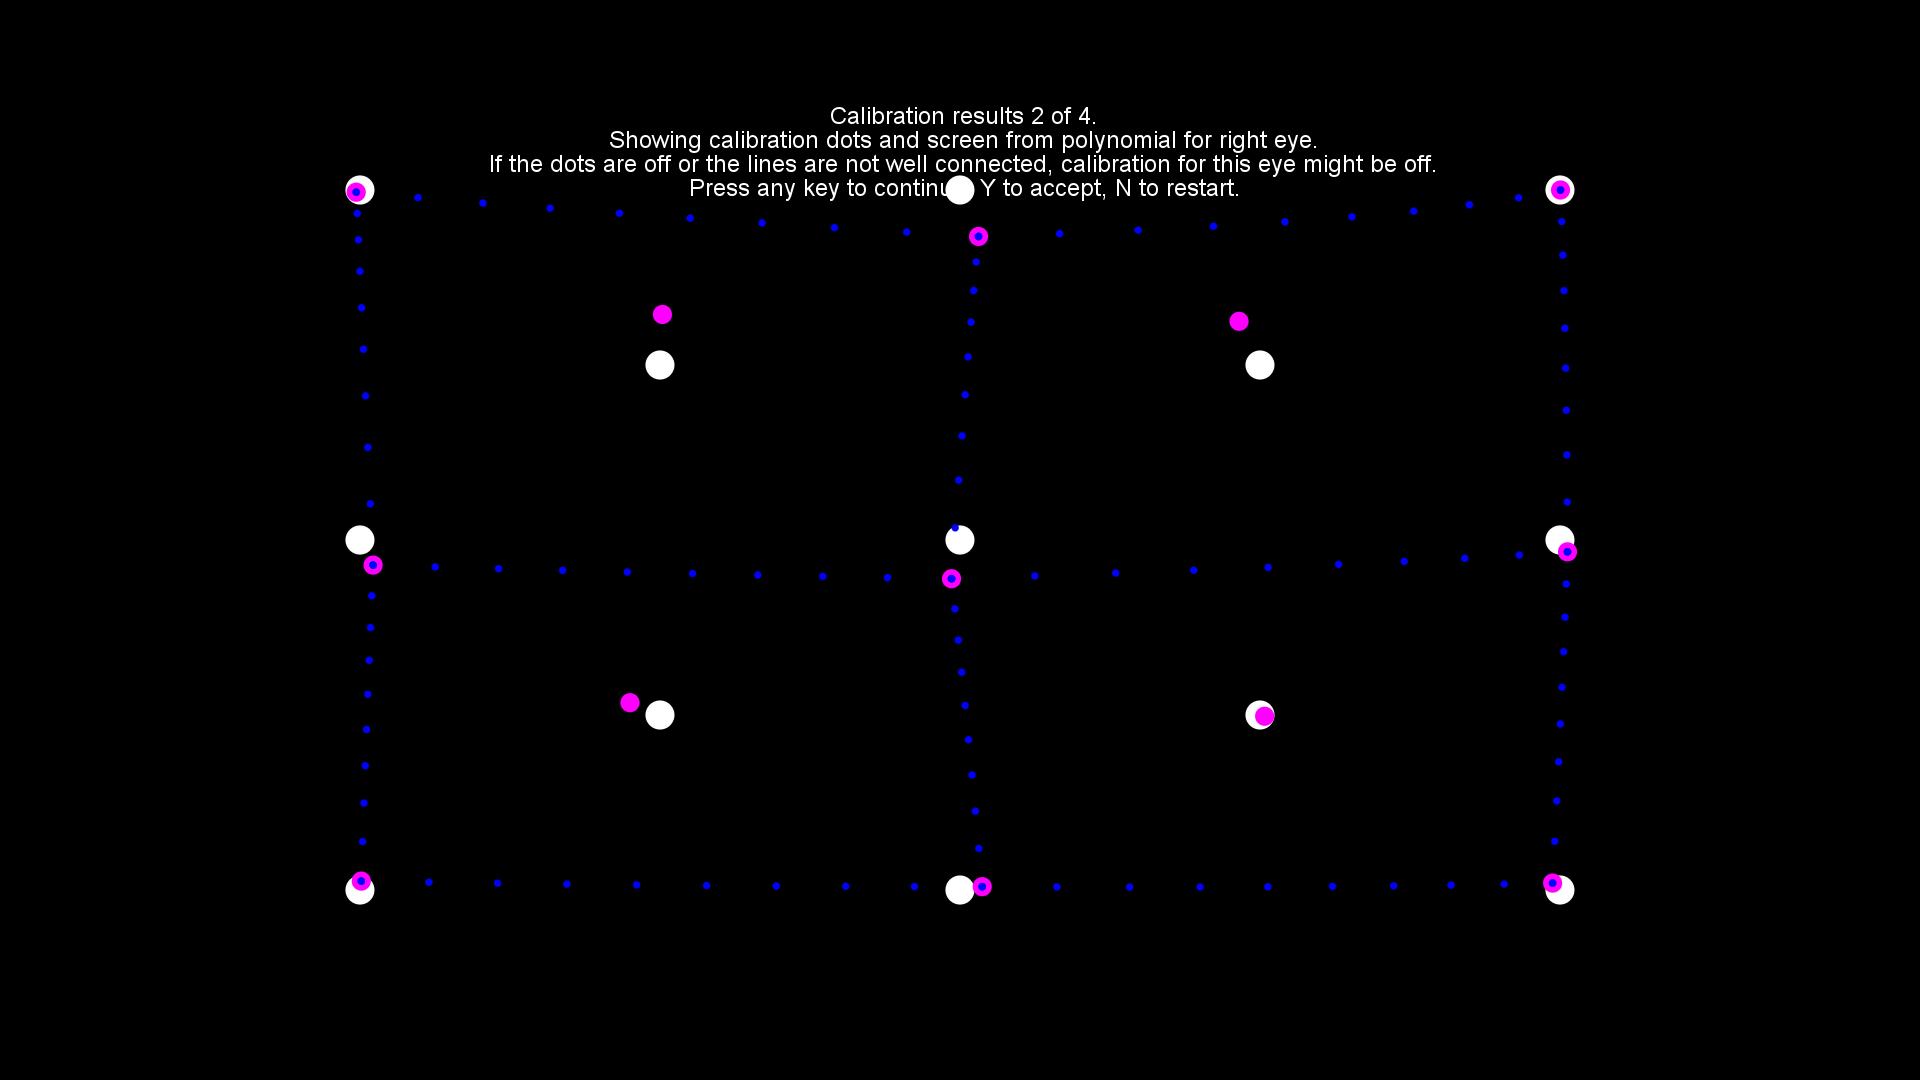 Calibration results 2 of 4.
Showing calibration dots and screen from polynomial for right eye.
If the dots are off or the lines are not well connected, calibration for this eye might be off.
Press any key to continu Y to accept, N to restart.